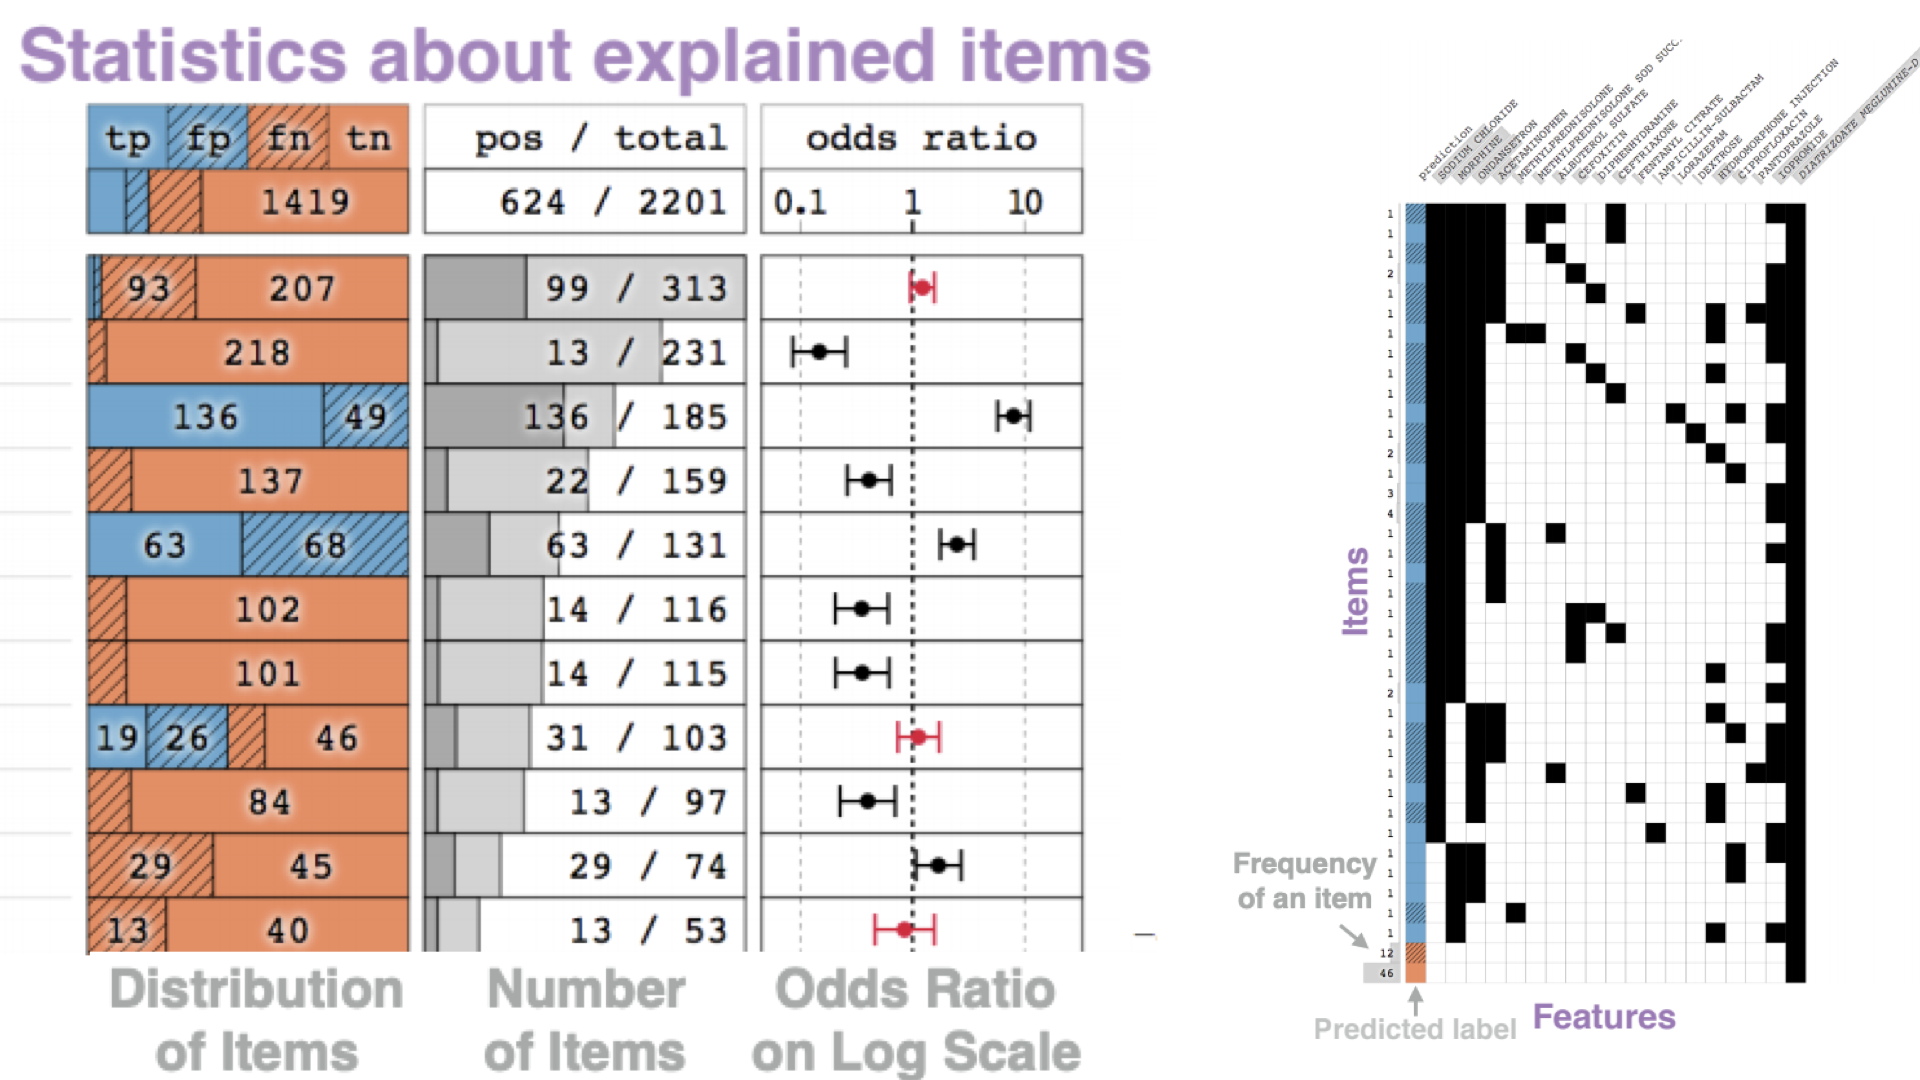 Statistics about explained items
tp fp fn tn
pos / total
odds ratio
1419
624 / 2201
0.1 1 10
93 207
99 / 313
218
13 / 231
136 49
136 / 185
137
22 / 159
63 68
63 / 131
102
14 / 116
101
14 / 115
19 26 46
31 / 103
84
13 / 97
29 45
29 / 74
13 40
13 / 53
Distribution
of Items
Number
of Items
Odds Ratio
on Log Scale
prediction
SODIUM CHLORIDE
MORPHINE
ONDANSETRON
ACETAMINOPHEN
METHYLPREDNISOLONE
METHYLPREDNISOLONE SOD SUCC.
ALBUTEROL SULFATE
CEFOXITIN
DIPHENHYDRAMINE
CEFTRIAXONE
FENTANYL CITRATE
AMPICILLIN-SULBACTAM
LORAZEPAM
DEXTROSE
HYDROMORPHONE INJECTION
CIPROFLOXACIN
PANTOPRAZOLE
IOPROMIDE
DIATRIZOATE MEGLUMINE-D
1
1
1
2
1
1
1
1
1
1
1
1
2
1
3
4
1
1
1
1
1
1
1
1
2
1
1
1
1
1
1
1
1
1
1
1
1
12
46
Items
Frequency
of an item
Predicted label
Features